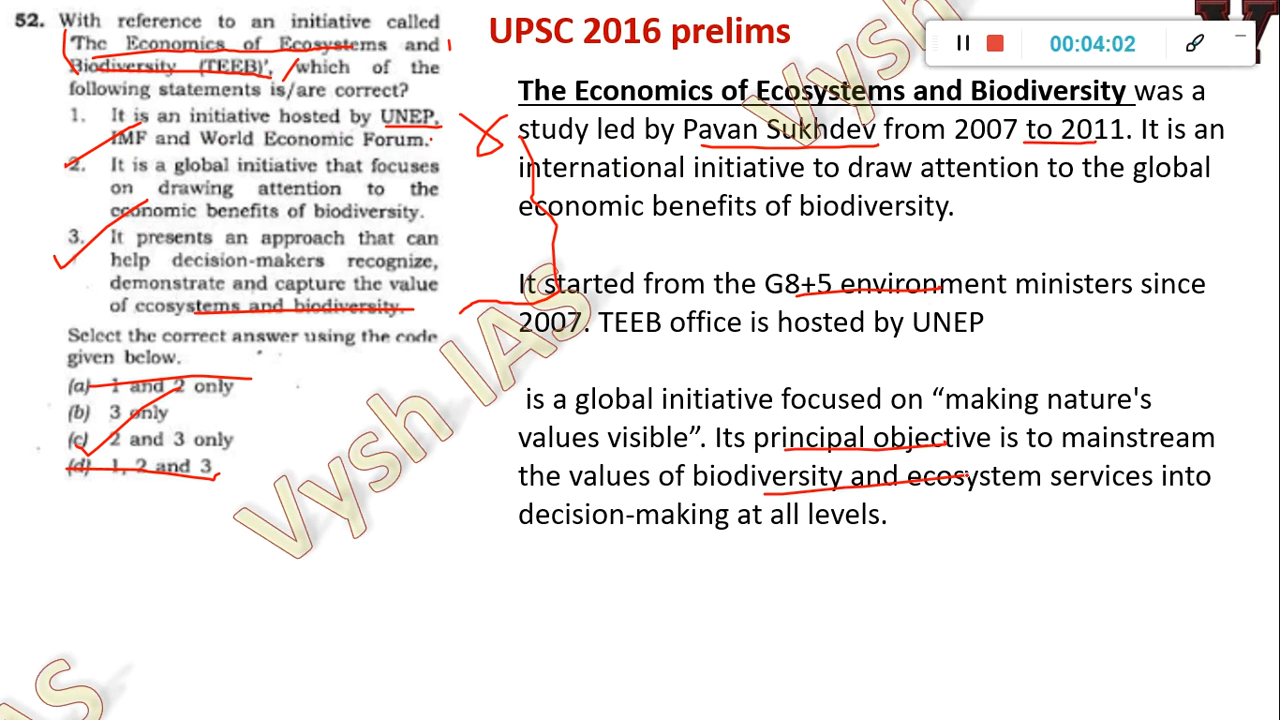 52. With reference to an initiative called
'The Economics of Ecosystems and
Biodiversity (TEEB)', which of the
following statements is/are correct?
1. It is an initiative hosted by UNEP,
IMF and World Economic Forum.
2. It is a global initiative that focuses
on drawing attention to the
economic benefits of biodiversity.
3. It presents an approach that can
help decision-makers recognize,
demonstrate and capture the value
of ecosystems and biodiversity.
Select the correct answer using the code
given below.
(a) 1 and 2 only
(b) 3 only
(c) 2 and 3 only
(d) 1, 2 and 3
UPSC 2016 prelims
00:04:02
The Economics of Ecosystems and Biodiversity was a
study led by Pavan Sukhdev from 2007 to 2011. It is an
international initiative to draw attention to the global
economic benefits of biodiversity.
It started from the G8+5 environment ministers since
2007. TEEB office is hosted by UNEP
is a global initiative focused on “making nature's
values visible”. Its principal objective is to mainstream
the values of biodiversity and ecosystem services into
decision-making at all levels.
Vysh IAS
Vysh
AS